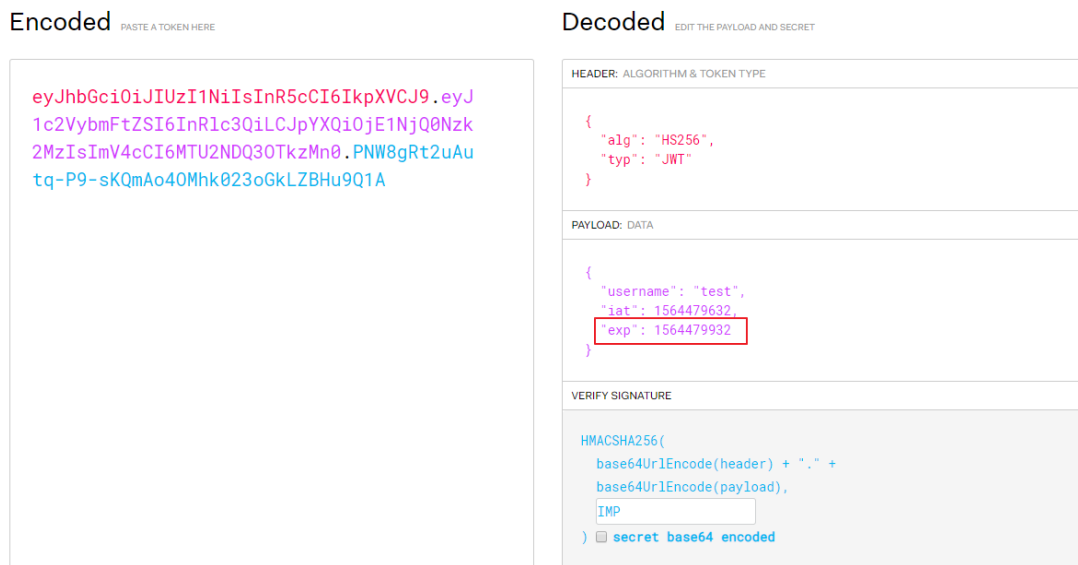 Encoded PASTE A TOKEN HERE
eyJhbGciOiJIUzI1NiIsInR5cCI6IkpXVCJ9.eyJ
1c2VybmFtZSI6InRlc3QiLCJpYXQiOjE1NjQ0Nzk
2MzIsImV4cCI6MTU2NDQ3OTkzMn0.PNW8gRt2uAu
tq-P9-sKQmAo4OMhk023oGkLZBHu9Q1A
Decoded EDIT THE PAYLOAD AND SECRET
HEADER: ALGORITHM & TOKEN TYPE
{
"alg": "HS256",
"typ": "JWT"
}
PAYLOAD: DATA
{
"username": "test",
"iat": 1564479632,
"exp": 1564479932
}
VERIFY SIGNATURE
HMACSHA256(
base64UrlEncode(header) + "." +
base64UrlEncode(payload),
IMP
) secret base64 encoded